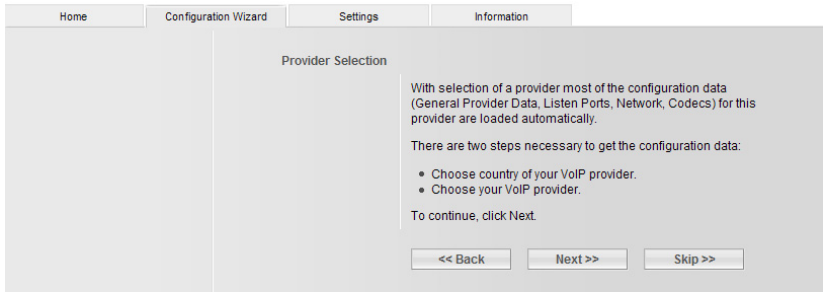 Home Configuration Wizard Settings Information
Provider Selection
With selection of a provider most of the configuration data
(General Provider Data, Listen Ports, Network, Codecs) for this
provider are loaded automatically.
There are two steps necessary to get the configuration data:
• Choose country of your VoIP provider.
• Choose your VoIP provider.
To continue, click Next.
<< Back Next >> Skip >>